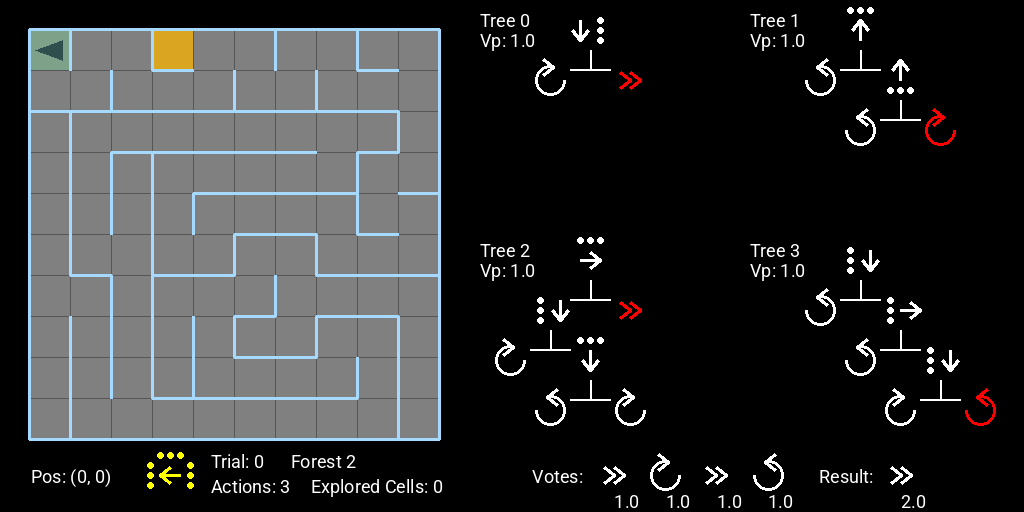 Tree 0
Vp: 1.0
Tree 1
Vp: 1.0
Tree 2
Vp: 1.0
Tree 3
Vp: 1.0
Pos: (0, 0)
Trial: 0 Forest 2
Actions: 3 Explored Cells: 0
Votes: Result:
1.0 1.0 1.0 1.0 2.0